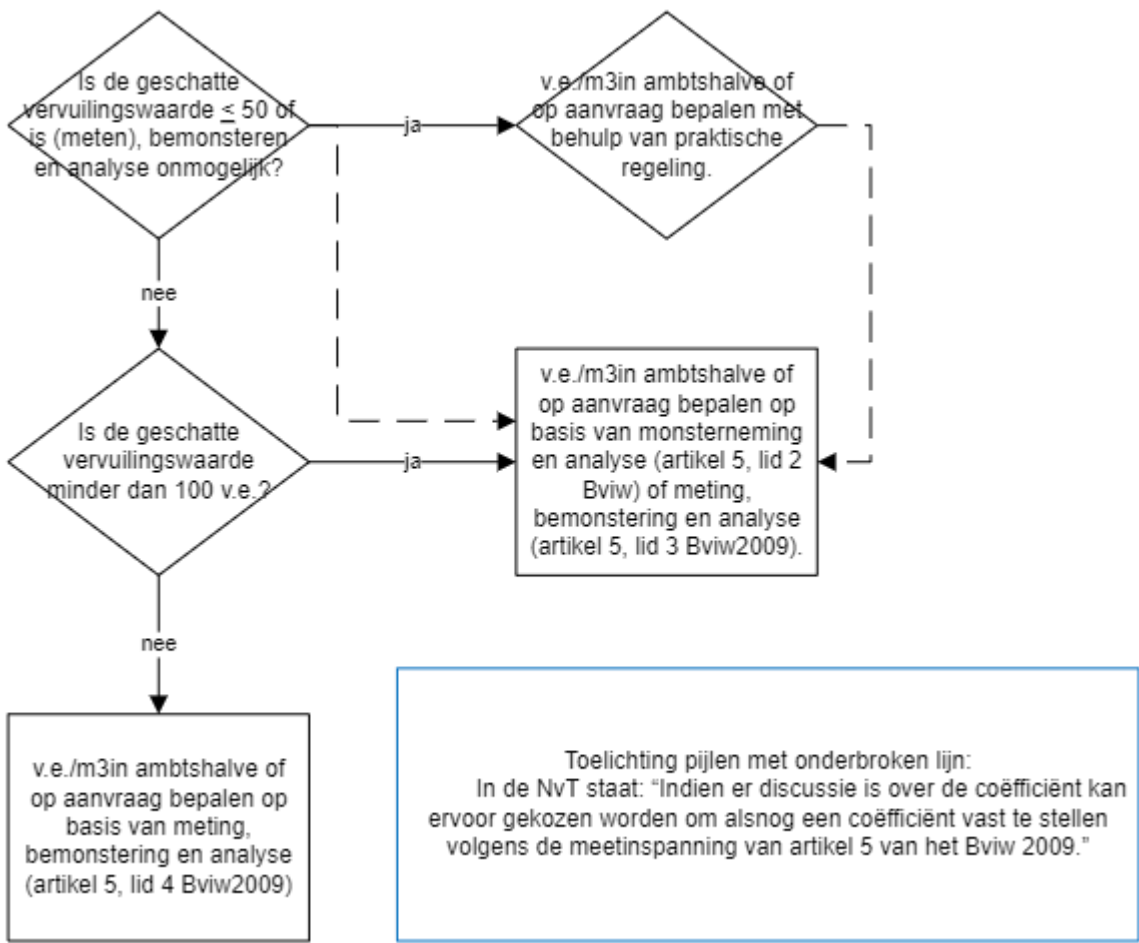 Is de geschatte
vervuilingswaarde ≤ 50 of
is (meten), bemonsteren
en analyse onmogelijk?
ja
v.e./m3in ambtshalve of
op aanvraag bepalen met
behulp van praktische
regeling.
nee
Is de geschatte
vervuilingswaarde
minder dan 100 v.e.?
ja
v.e./m3in ambtshalve of
op aanvraag bepalen op
basis van monsterneming
en analyse (artikel 5, lid 2
Bviw) of meting,
bemonstering en analyse
(artikel 5, lid 3 Bviw2009).
nee
v.e./m3in ambtshalve of
op aanvraag bepalen op
basis van meting,
bemonstering en analyse
(artikel 5, lid 4 Bviw2009)
Toelichting pijlen met onderbroken lijn:
In de NvT staat: “Indien er discussie is over de coëfficiënt kan
ervoor gekozen worden om alsnog een coëfficiënt vast te stellen
volgens de meetinspanning van artikel 5 van het Bviw 2009.”